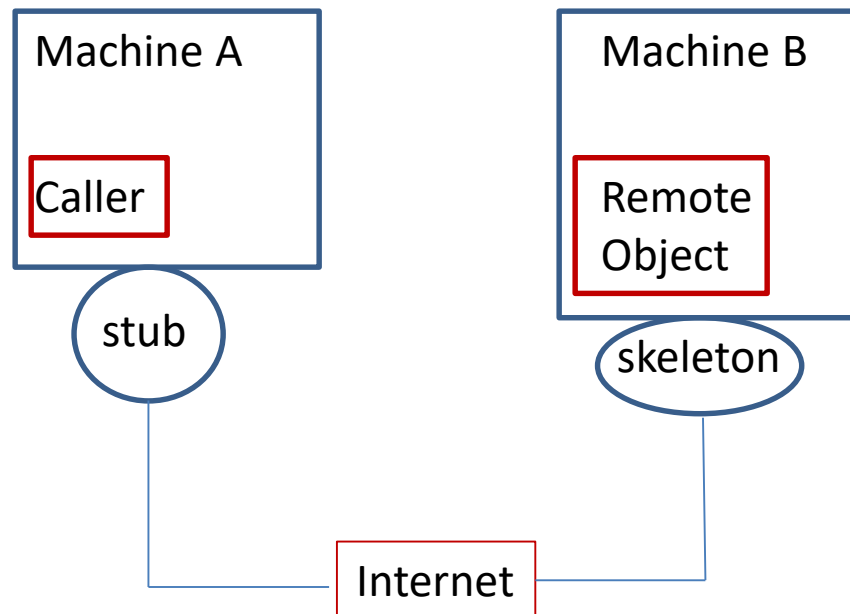 Machine A
Caller
stub
Machine B
Remote
Object
skeleton
Internet